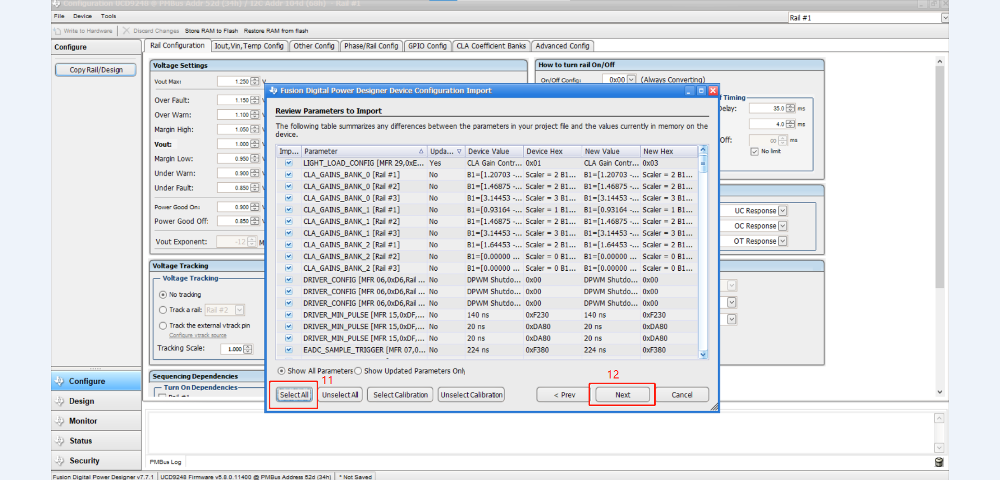 Configuration UCD9248 @ PMBus Addr 52d (34h) / I2C Addr 104d (68h) - Rail #1
File Device Tools
Rail #1
Write to Hardware Discard Changes Store RAM to Flash Restore RAM from flash
Configure
Rail Configuration Iout,Vin,Temp Config Other Config Phase/Rail Config GPIO Config CLA Coefficient Banks Advanced Config
Copy Rail/Design
Voltage Settings
Vout Max: 1.250 V
Over Fault: 1.150
Over Warn: 1.100
Margin High: 1.050
Vout: 1.000
Margin Low: 0.950
Under Warn: 0.900
Under Fault: 0.850
Power Good On: 0.900
Power Good Off: 0.850
Vout Exponent: -12
Voltage Tracking
Voltage Tracking
No tracking
Track a rail: Rail #2
Track the external vtrack pin
Configure vtrack source
Tracking Scale: 1.000
Sequencing Dependencies
Turn On Dependencies
Rail #1
How to turn rail On/Off
On/Off Config: 0x00 (Always Converting)
f Timing
Delay: 35.0 ms
4.0 ms
Off: ∞ ms
No limit
UC Response
OC Response
OT Response
Fusion Digital Power Designer Device Configuration Import
Review Parameters to Import
The following table summarizes any differences between the parameters in your project file and the values currently in memory on the
device.
Imp... Parameter Upda... Device Value Device Hex New Value New Hex
LIGHT_LOAD_CONFIG [MFR 29,0xE... Yes CLA Gain Contr... 0x01 CLA Gain Contr... 0x03
CLA_GAINS_BANK_0 [Rail #1] No B1=[1.20703 -... Scaler = 2 B1... B1=[1.20703 -... Scaler = 2 B1...
CLA_GAINS_BANK_0 [Rail #2] No B1=[1.46875 -... Scaler = 2 B1... B1=[1.46875 -... Scaler = 2 B1...
CLA_GAINS_BANK_0 [Rail #3] No B1=[3.14453 -... Scaler = 3 B1... B1=[3.14453 -... Scaler = 3 B1...
CLA_GAINS_BANK_1 [Rail #1] No B1=[0.93164 -... Scaler = 1 B1... B1=[0.93164 -... Scaler = 1 B1...
CLA_GAINS_BANK_1 [Rail #2] No B1=[1.46875 -... Scaler = 2 B1... B1=[1.46875 -... Scaler = 2 B1...
CLA_GAINS_BANK_1 [Rail #3] No B1=[3.14453 -... Scaler = 3 B1... B1=[3.14453 -... Scaler = 3 B1...
CLA_GAINS_BANK_2 [Rail #1] No B1=[1.64453 -... Scaler = 2 B1... B1=[1.64453 -... Scaler = 2 B1...
CLA_GAINS_BANK_2 [Rail #2] No B1=[0.00000 ... Scaler = 0 B1... B1=[0.00000 ... Scaler = 0 B1...
CLA_GAINS_BANK_2 [Rail #3] No B1=[0.00000 ... Scaler = 0 B1... B1=[0.00000 ... Scaler = 0 B1...
DRIVER_CONFIG [MFR 06,0xD6,Rail ... No DPWM Shutdo... 0x00 DPWM Shutdo... 0x00
DRIVER_CONFIG [MFR 06,0xD6,Rail ... No DPWM Shutdo... 0x00 DPWM Shutdo... 0x00
DRIVER_CONFIG [MFR 06,0xD6,Rail ... No DPWM Shutdo... 0x00 DPWM Shutdo... 0x00
DRIVER_MIN_PULSE [MFR 15,0xDF,... No 140 ns 0xF230 140 ns 0xF230
DRIVER_MIN_PULSE [MFR 15,0xDF,... No 20 ns 0xDA80 20 ns 0xDA80
DRIVER_MIN_PULSE [MFR 15,0xDF,... No 20 ns 0xDA80 20 ns 0xDA80
EADC_SAMPLE_TRIGGER [MFR 07,0... No 224 ns 0xF380 224 ns 0xF380
Show All Parameters Show Updated Parameters Only
11
12
Select All Unselect All Select Calibration Unselect Calibration < Prev Next Cancel
Configure
Design
Monitor
Status
Security
PMBus Log
Fusion Digital Power Designer v7.7.1 UCD9248 Firmware v5.8.0.11400 @ PMBus Address 52d (34h) * Not Saved